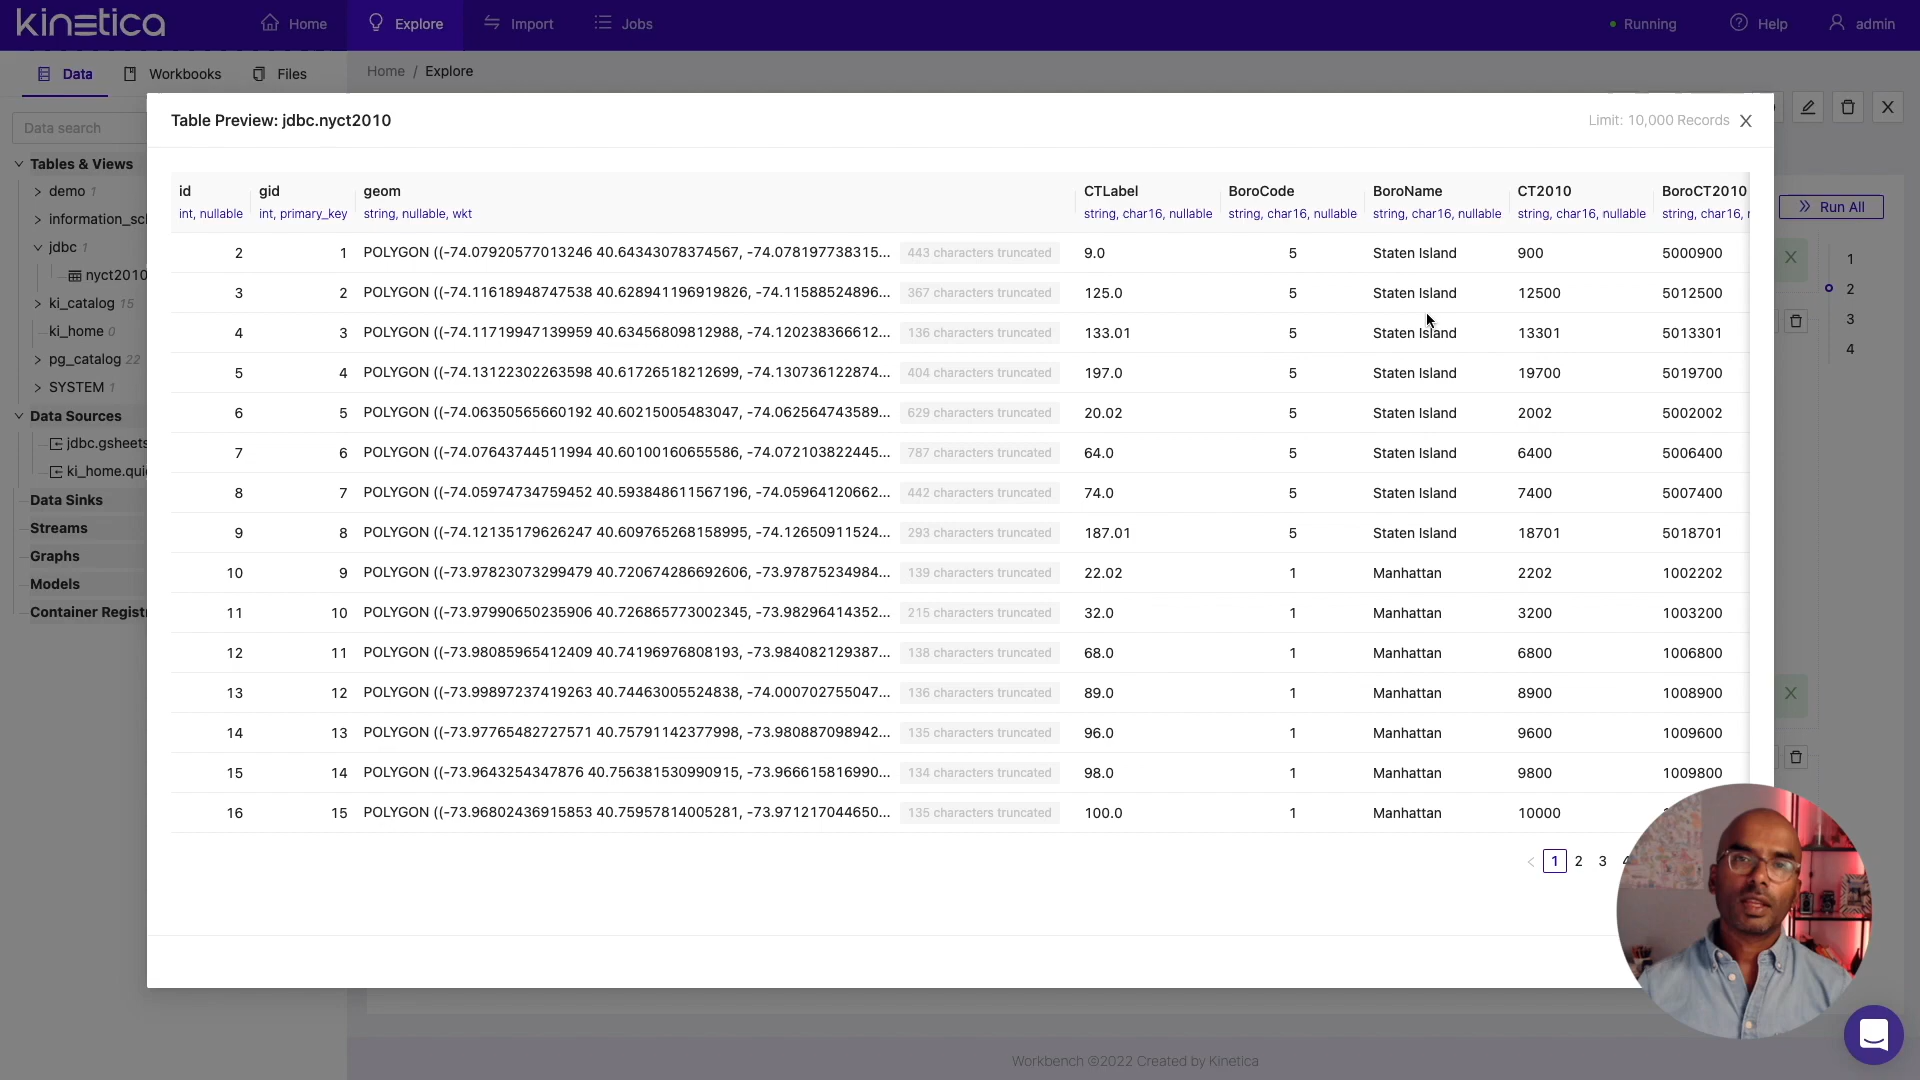 kinetica Home Explore Import Jobs Running Help admin
Data Workbooks Files Home / Explore
Data search
Table Preview: jdbc.nyct2010 Limit: 10,000 Records X
Tables & Views
demo 1
information_sc
jdbc 1
nyct2010
ki_catalog 15
ki_home 0
pg_catalog 22
SYSTEM 1
Data Sources
jdbc.gsheets
ki_home.qui
Data Sinks
Streams
Graphs
Models
Container Registr
id gid geom CTLabel BoroCode BoroName CT2010 BoroCT2010
int, nullable int, primary_key string, nullable, wkt string, char16, nullable string, char16, nullable string, char16, nullable string, char16, nullable string, char16,
2 1 POLYGON ((-74.07920577013246 40.64343078374567, -74.078197738315... 443 characters truncated 9.0 5 Staten Island 900 5000900
3 2 POLYGON ((-74.11618948747538 40.628941196919826, -74.11588524896... 367 characters truncated 125.0 5 Staten Island 12500 5012500
4 3 POLYGON ((-74.11719947139959 40.63456809812988, -74.120238366612... 136 characters truncated 133.01 5 Staten Island 13301 5013301
5 4 POLYGON ((-74.13122302263598 40.61726518212699, -74.130736122874... 404 characters truncated 197.0 5 Staten Island 19700 5019700
6 5 POLYGON ((-74.06350565660192 40.60215005483047, -74.062564743589... 629 characters truncated 20.02 5 Staten Island 2002 5002002
7 6 POLYGON ((-74.07643744511994 40.60100160655586, -74.072103822445... 787 characters truncated 64.0 5 Staten Island 6400 5006400
8 7 POLYGON ((-74.05974734759452 40.593848611567196, -74.05964120662... 442 characters truncated 74.0 5 Staten Island 7400 5007400
9 8 POLYGON ((-74.12135179626247 40.609765268158995, -74.12650911524... 293 characters truncated 187.01 5 Staten Island 18701 5018701
10 9 POLYGON ((-73.97823073299479 40.720674286692606, -73.97875234984... 139 characters truncated 22.02 1 Manhattan 2202 1002202
11 10 POLYGON ((-73.97990650235906 40.726865773002345, -73.98296414352... 215 characters truncated 32.0 1 Manhattan 3200 1003200
12 11 POLYGON ((-73.98085965412409 40.74196976808193, -73.984082129387... 138 characters truncated 68.0 1 Manhattan 6800 1006800
13 12 POLYGON ((-73.99897237419263 40.74463005524838, -74.000702755047... 136 characters truncated 89.0 1 Manhattan 8900 1008900
14 13 POLYGON ((-73.97765482727571 40.75791142377998, -73.980887098942... 135 characters truncated 96.0 1 Manhattan 9600 1009600
15 14 POLYGON ((-73.9643254347876 40.756381530990915, -73.966615816990... 134 characters truncated 98.0 1 Manhattan 9800 1009800
16 15 POLYGON ((-73.96802436915853 40.75957814005281, -73.971217044650... 135 characters truncated 100.0 1 Manhattan 10000
< 1 2 3 4
Run All
1
2
3
4
Workbench ©2022 Created by Kinetica